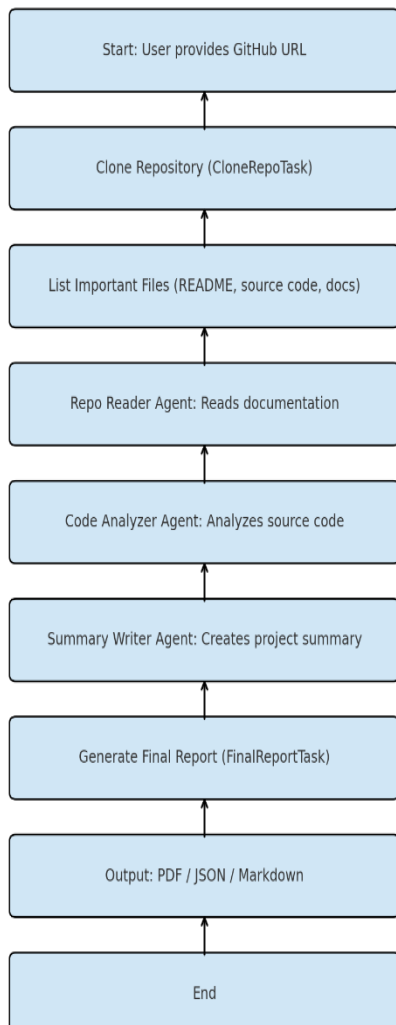 Start: User provides GitHub URL
Clone Repository (CloneRepoTask)
List Important Files (README, source code, docs)
Repo Reader Agent: Reads documentation
Code Analyzer Agent: Analyzes source code
Summary Writer Agent: Creates project summary
Generate Final Report (FinalReportTask)
Output: PDF / JSON / Markdown
End